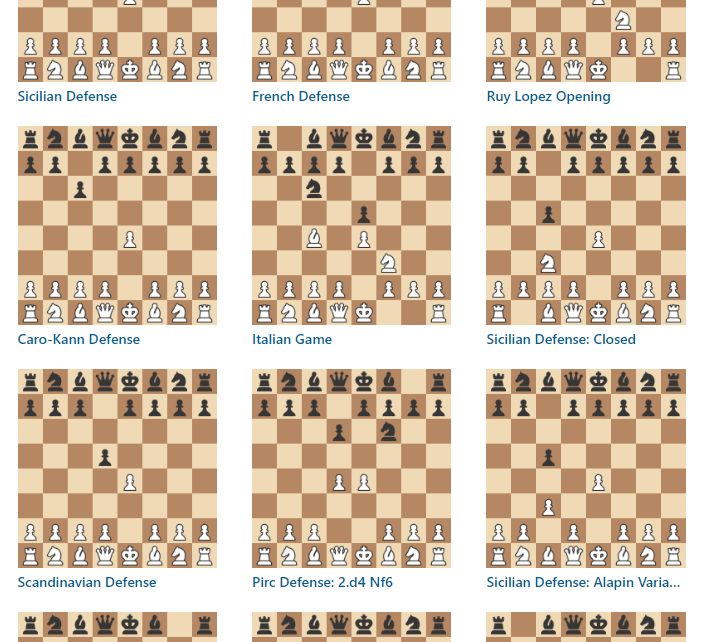 Sicilian Defense
French Defense
Ruy Lopez Opening
Caro-Kann Defense
Italian Game
Sicilian Defense: Closed
Scandinavian Defense
Pirc Defense: 2.d4 Nf6
Sicilian Defense: Alapin Varia...